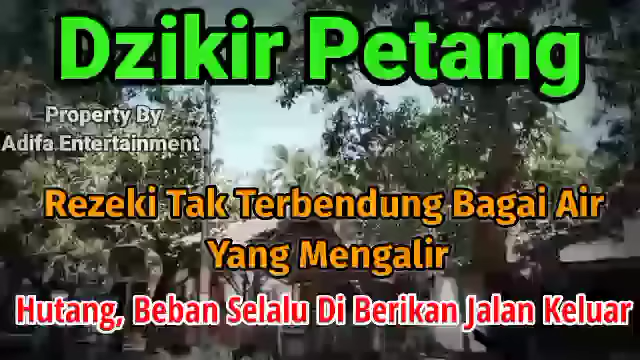 Dzikir Petang
Property By
Adifa Entertainment
Rezeki Tak Terbendung Bagai Air
Yang Mengalir
Hutang, Beban Selalu Di Berikan Jalan Keluar